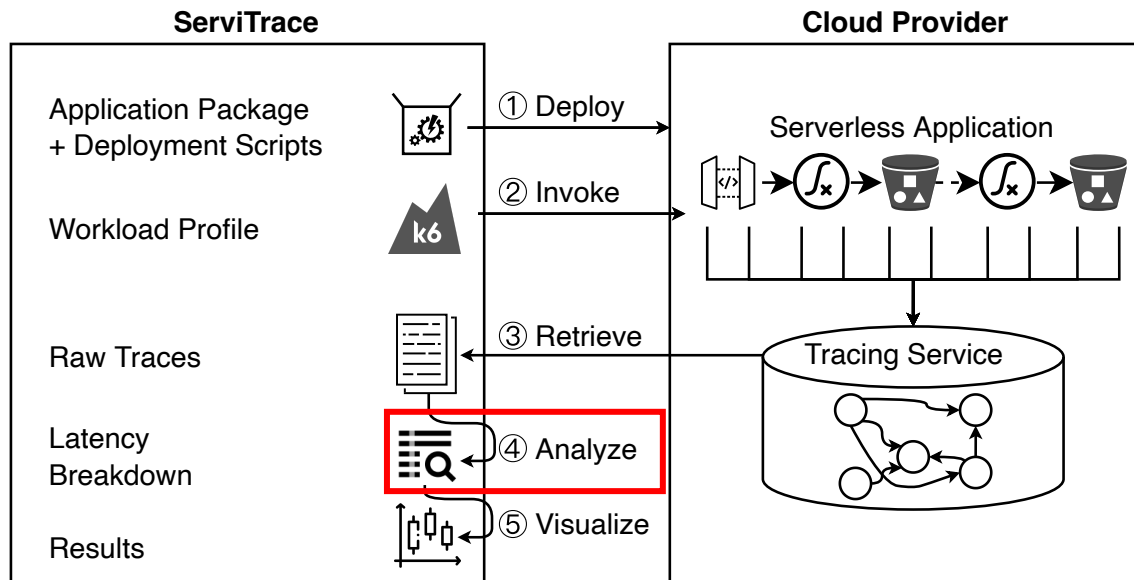 ServiTrace
Cloud Provider
Application Package
+ Deployment Scripts
① Deploy
Serverless Application
</>
∫x
∫x
Workload Profile
k6
② Invoke
Raw Traces
③ Retrieve
Tracing Service
Latency
Breakdown
④ Analyze
Results
⑤ Visualize